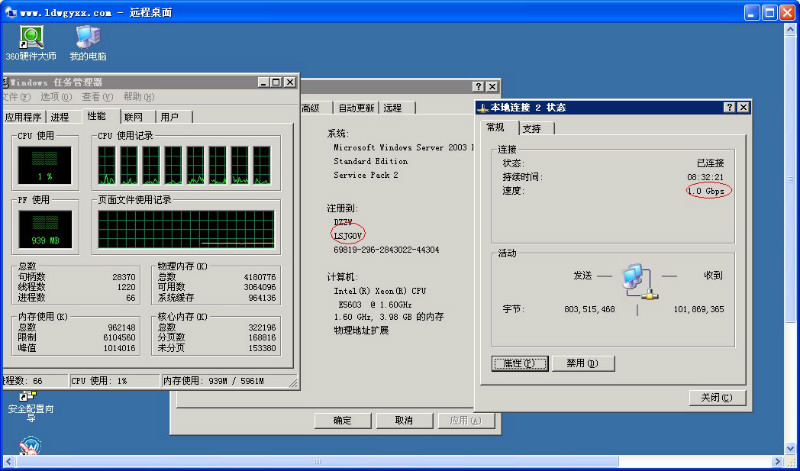 www.ldwgyxx.com - 远程桌面
360硬件大师
我的电脑
Windows 任务管理器
文件(F) 选项(O) 查看(V) 帮助(H)
应用程序 进程 性能 联网 用户
CPU 使用
1 %
CPU 使用记录
PF 使用
939 MB
页面文件使用记录
总数
句柄数 28370
线程数 1220
进程数 66
物理内存(K)
总数 4180776
可用数 3064096
系统缓存 964136
内存使用(K)
总数 962148
限制 6104560
峰值 1014016
核心内存(K)
总数 322196
分页数 168816
未分页 153380
进程数: 66 CPU 使用: 1% 内存使用: 939M / 5961M
安全配置向
导
高级 自动更新 远程
系统:
Microsoft Windows Server 2003
Standard Edition
Service Pack 2
注册到:
DZZW
LSJGOV
69819-296-2843022-44304
计算机:
Intel(R) Xeon(R) CPU
E5603 @ 1.60GHz
1.60 GHz, 3.98 GB 的内存
物理地址扩展
确定 取消 应用(A)
本地连接 2 状态
常规 支持
连接
状态: 已连接
持续时间: 08:32:21
速度: 1.0 Gbps
活动
发送 — — 收到
字节: 803,515,468 | 101,869,365
属性(P) 禁用(D)
关闭(C)